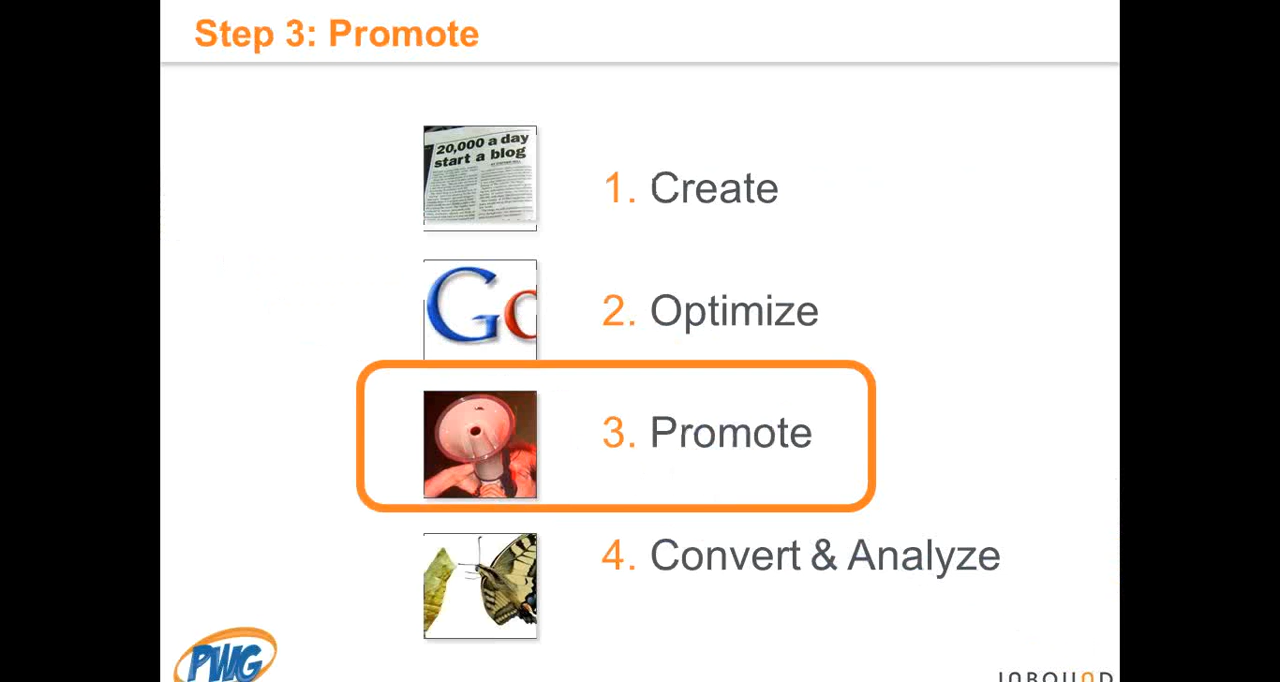 Step 3: Promote
20,000 a day
start a blog
1. Create
Go
2. Optimize
3. Promote
4. Convert & Analyze
PWG
INBOUND